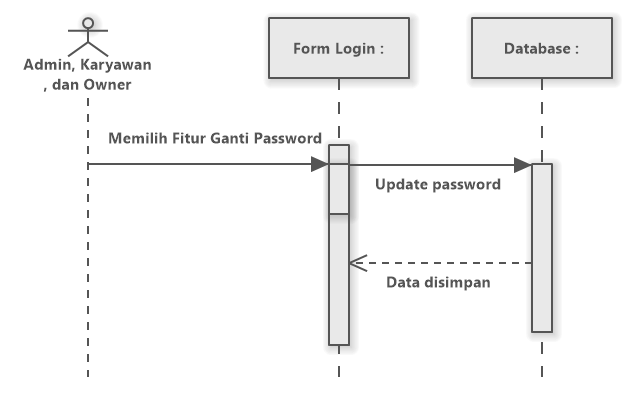 Admin, Karyawan
, dan Owner
Form Login :
Database :
Memilih Fitur Ganti Password
Update password
Data disimpan